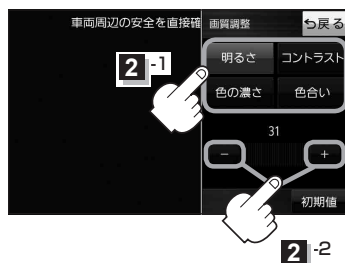 車両周辺の安全を直接確
画質調整
戻る
2-1
明るさ
コントラスト
色の濃さ
色合い
31
−
+
初期値
2-2